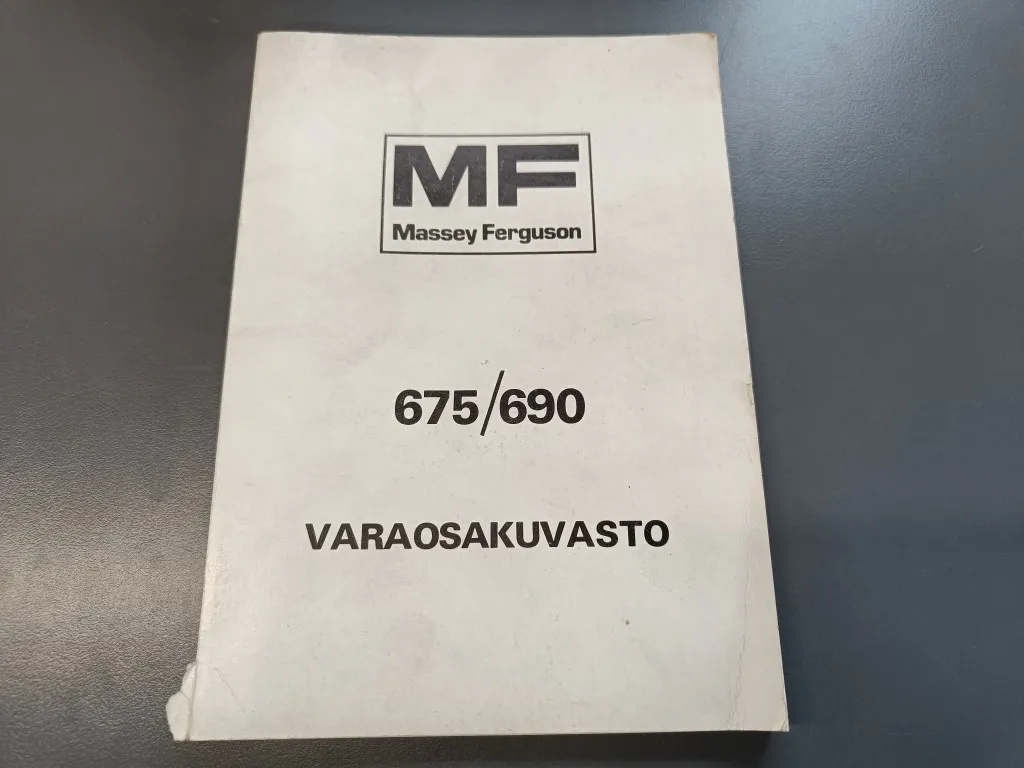 MF
Massey Ferguson
675/690
VARAOSAKUVASTO